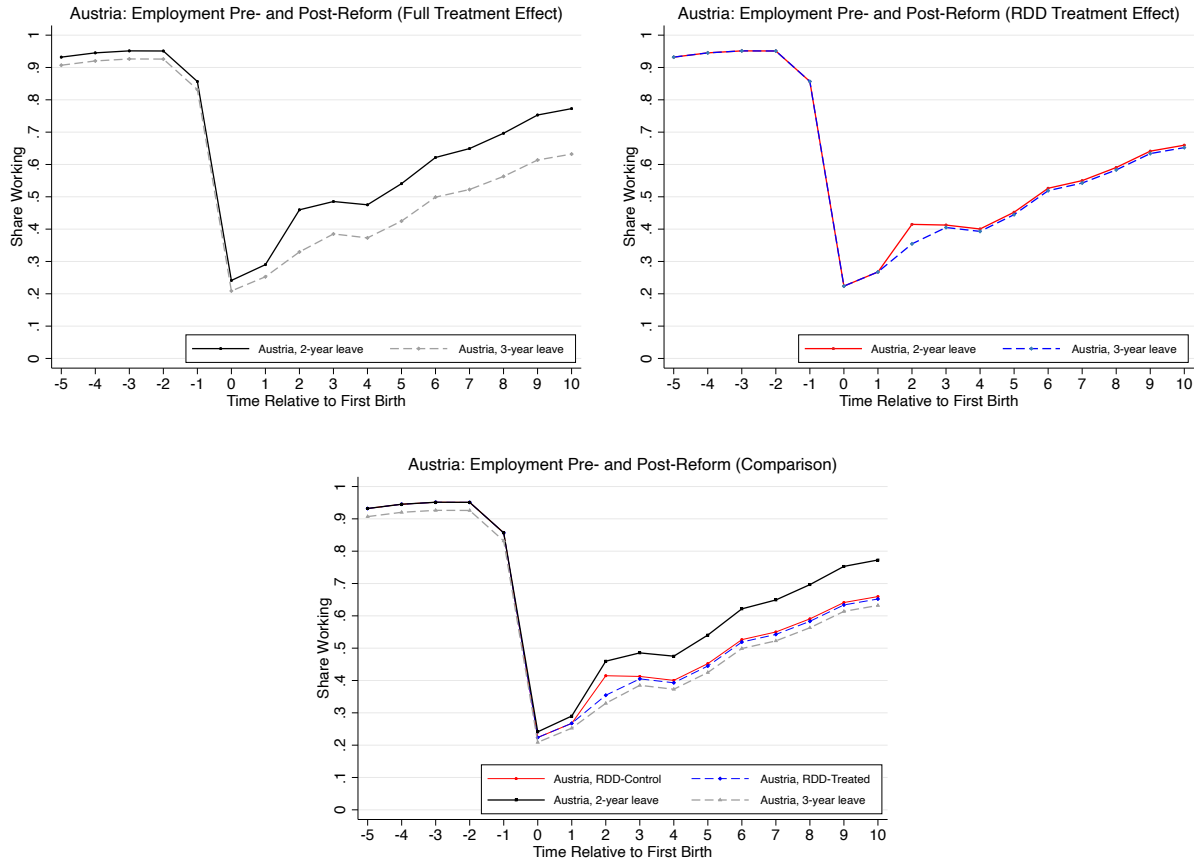 Austria: Employment Pre- and Post-Reform (Full Treatment Effect)
Share Working
1
.9
.8
.7
.6
.5
.4
.3
.2
.1
0
Austria, 2-year leave
Austria, 3-year leave
-5 -4 -3 -2 -1 0 1 2 3 4 5 6 7 8 9 10
Time Relative to First Birth
Austria: Employment Pre- and Post-Reform (RDD Treatment Effect)
Share Working
1
.9
.8
.7
.6
.5
.4
.3
.2
.1
0
Austria, 2-year leave
Austria, 3-year leave
-5 -4 -3 -2 -1 0 1 2 3 4 5 6 7 8 9 10
Time Relative to First Birth
Austria: Employment Pre- and Post-Reform (Comparison)
Share Working
1
.9
.8
.7
.6
.5
.4
.3
.2
.1
0
Austria, RDD-Control
Austria, RDD-Treated
Austria, 2-year leave
Austria, 3-year leave
-5 -4 -3 -2 -1 0 1 2 3 4 5 6 7 8 9 10
Time Relative to First Birth